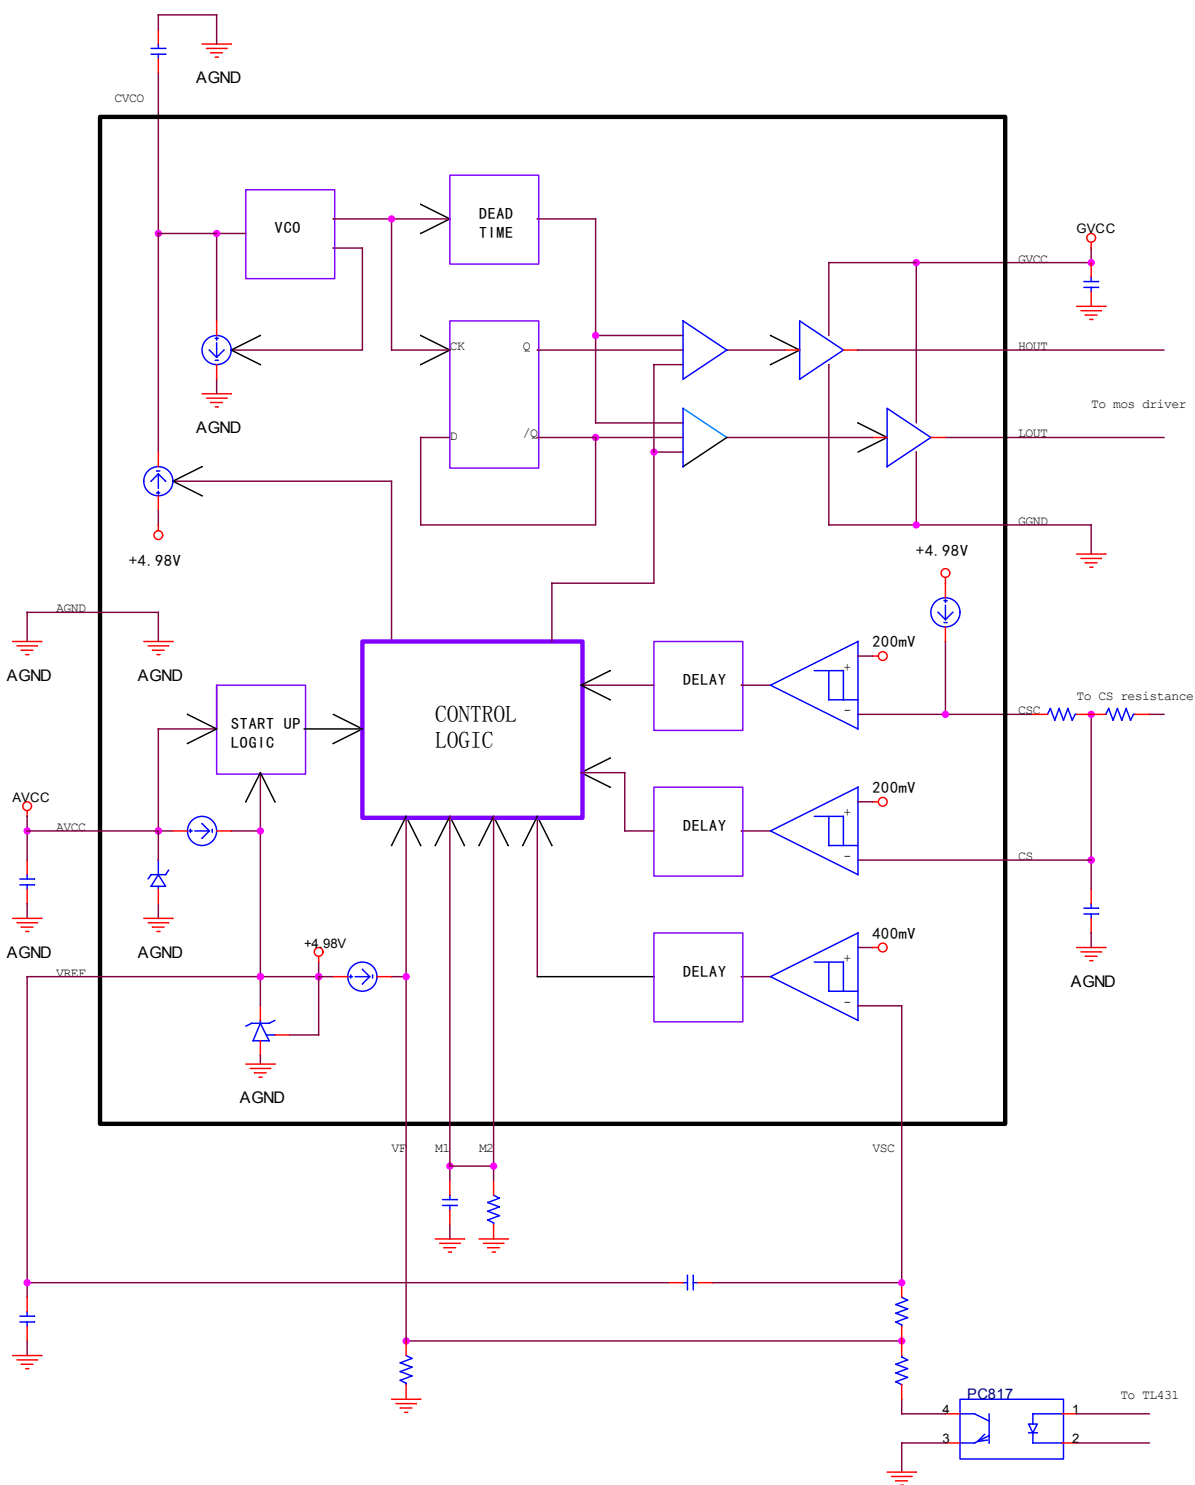 AGND
CVCO
VCO
DEAD
TIME
GVCC
GVCC
CK
Q
HOUT
To mos driver
AGND
D
/Q
LOUT
GGND
+4.98V
+4.98V
AGND
200mV
+
AGND
AGND
DELAY
CONTROL
LOGIC
To CS resistance
CSC
-
START UP
LOGIC
200mV
AVCC
+
AVCC
DELAY
CS
-
400mV
+4.98V
AGND
AGND
+
VREF
DELAY
AGND
-
AGND
VF
M1
M2
VSC
PC817
To TL431
4
1
3
2